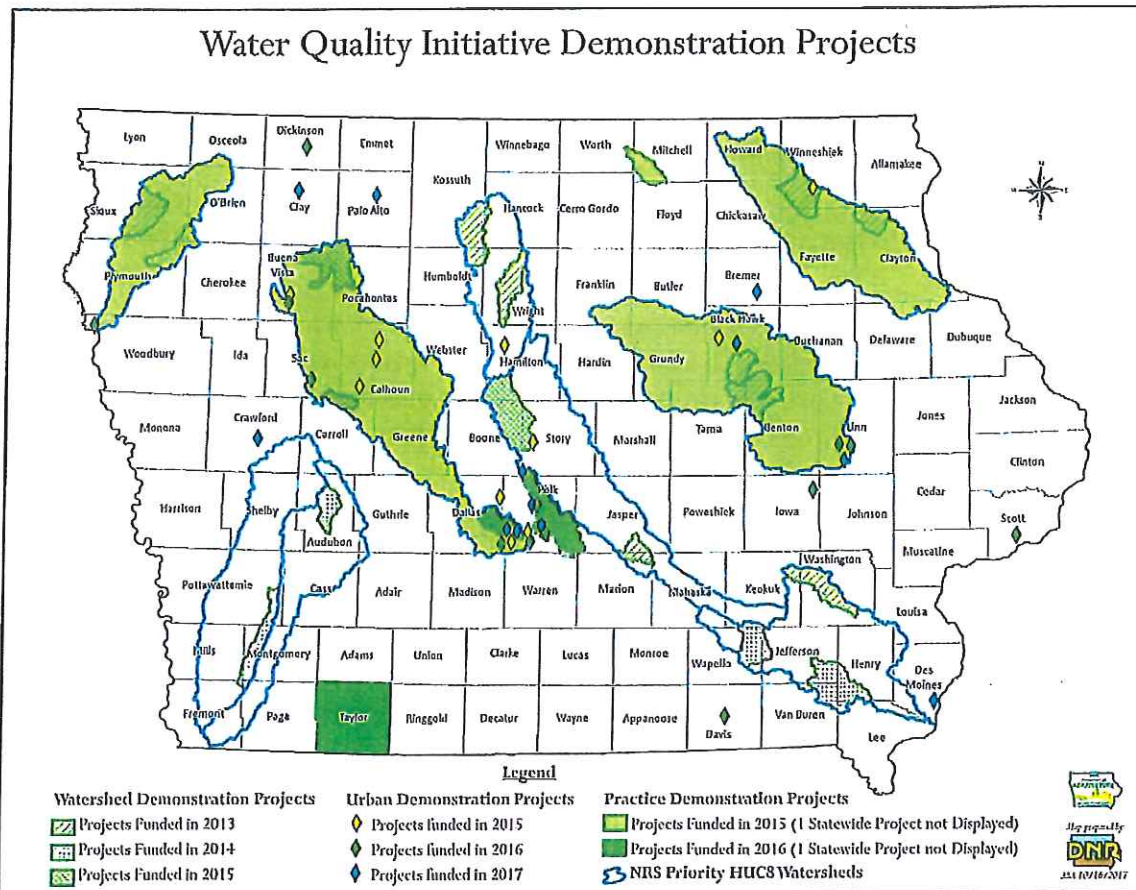 Water Quality Initiative Demonstration Projects
Lyon
Osceola
Dickinson
Emmet
Winnebago
Worth
Mitchell
Howard
Winneshiek
Allamakee
Kossuth
Sioux
O'Brien
Clay
Palo Alto
Hancock
Cerro Gordo
Floyd
Chickasaw
Fayette
Clayton
Plymouth
Cherokee
Buena
Vista
Pocahontas
Humboldt
Wright
Franklin
Butler
Bremer
Black Hawk
Woodbury
Ida
Sac
Calhoun
Webster
Hamilton
Hardin
Grundy
Buchanan
Delaware
Dubuque
Monona
Crawford
Carroll
Greene
Boone
Story
Marshall
Tama
Benton
Linn
Jones
Jackson
Clinton
Harrison
Shelby
Audubon
Guthrie
Dallas
Polk
Jasper
Poweshiek
Iowa
Johnson
Cedar
Scott
Muscatine
Pottawattamie
Cass
Adair
Madison
Warren
Marion
Mahaska
Keokuk
Washington
Louisa
Mills
Montgomery
Adams
Union
Clarke
Lucas
Monroe
Wapello
Jefferson
Henry
Des
Moines
Fremont
Page
Taylor
Ringgold
Decatur
Wayne
Appanoose
Davis
Van Buren
Lee
Legend
Watershed Demonstration Projects
Projects Funded in 2013
Projects Funded in 2014
Projects Funded in 2015
Urban Demonstration Projects
Projects Funded in 2015
Projects Funded in 2016
Projects Funded in 2017
Practice Demonstration Projects
Projects Funded in 2015 (1 Statewide Project not Displayed)
Projects Funded in 2016 (1 Statewide Project not Displayed)
NRS Priority HUC8 Watersheds
DNR